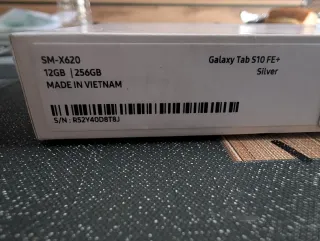 SM-X620
Galaxy Tab S10 FE+
12GB | 256GB
Silver
MADE IN VIETNAM
S/N : R52Y40D8T8J